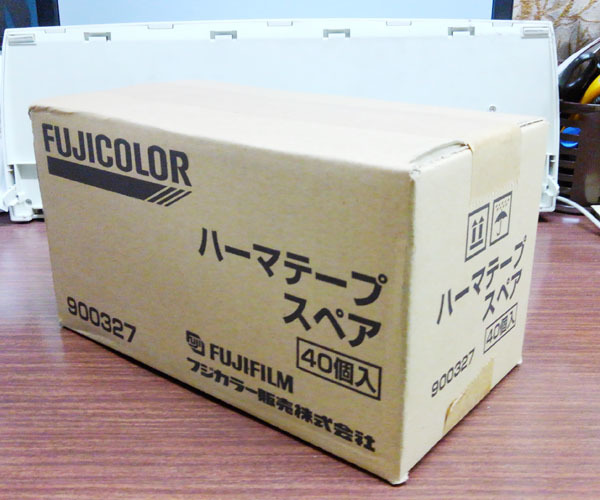 FUJICOLOR
ハーマテープ
スペア
900327
40個入
FUJIFILM
フジカラー販売株式会社
ハーマテープ
スペア
40個入
900327